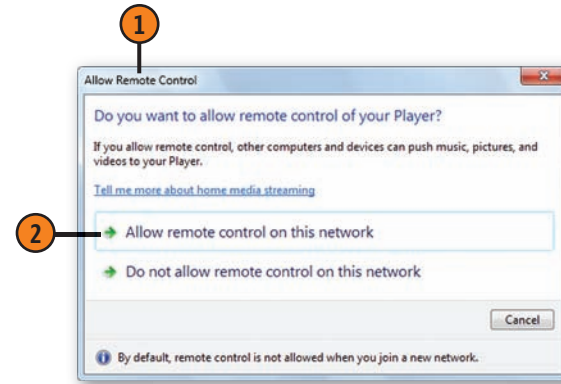 1
Allow Remote Control
Do you want to allow remote control of your Player?
If you allow remote control, other computers and devices can push music, pictures, and
videos to your Player.
Tell me more about home media streaming
2
Allow remote control on this network
Do not allow remote control on this network
Cancel
By default, remote control is not allowed when you join a new network.